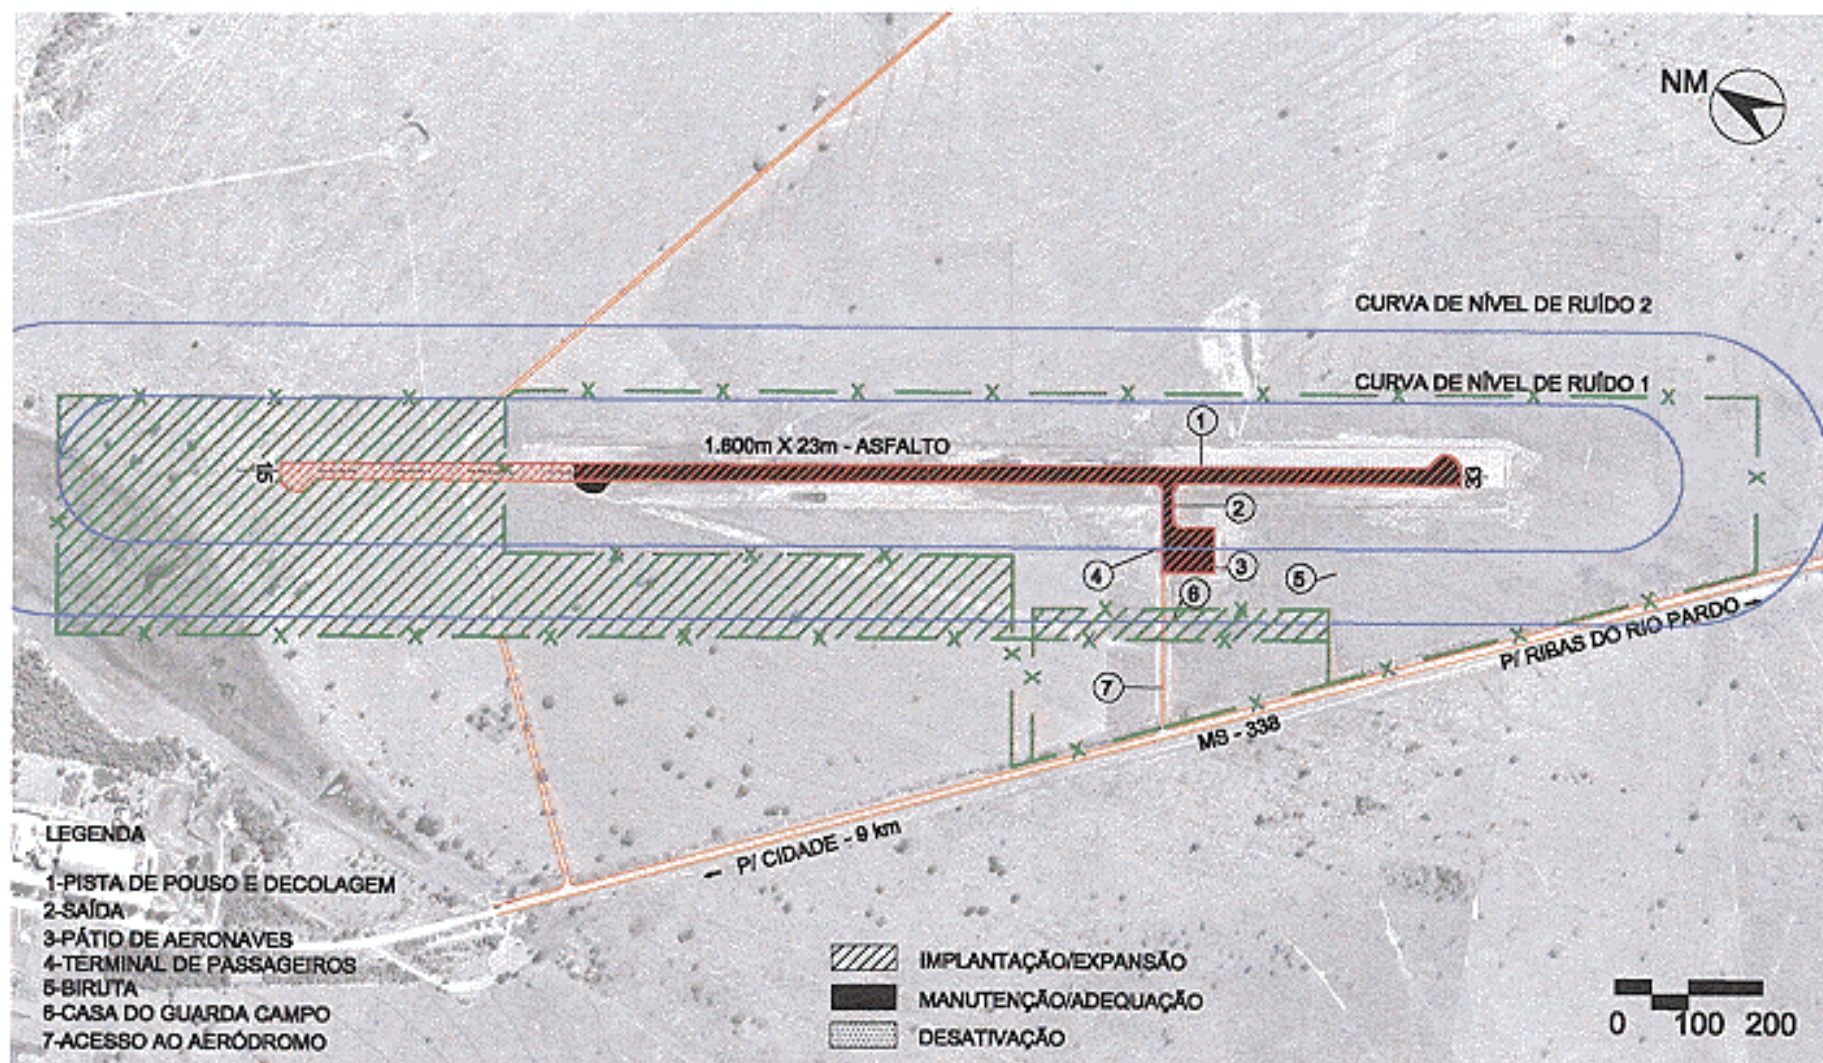 NM
CURVA DE NÍVEL DE RUÍDO 2
CURVA DE NÍVEL DE RUÍDO 1
1
1.600m X 23m - ASFALTO
15
33
2
3
4
5
6
7
P/ RIBAS DO RIO PARDO
MS - 338
P/ CIDADE - 9 km
LEGENDA
1-PISTA DE POUSO E DECOLAGEM
2-SAÍDA
3-PÁTIO DE AERONAVES
4-TERMINAL DE PASSAGEIROS
5-BIRUTA
6-CASA DO GUARDA CAMPO
7-ACESSO AO AERÓDROMO
IMPLANTAÇÃO/EXPANSÃO
MANUTENÇÃO/ADEQUAÇÃO
DESATIVAÇÃO
0 100 200